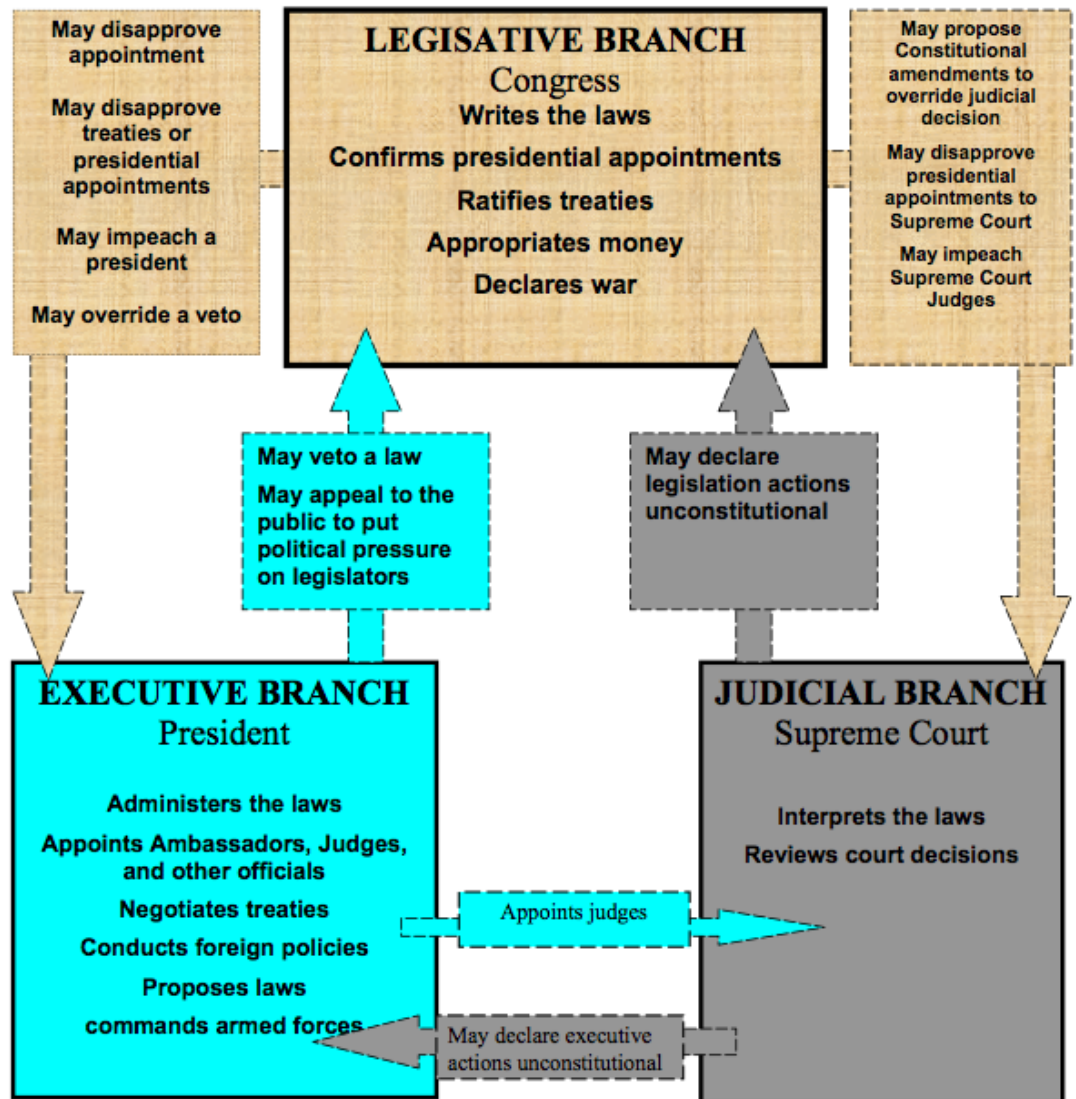 May disapprove
appointment
May disapprove
treaties or
presidential
appointments
May impeach a
president
May override a veto
LEGISATIVE BRANCH
Congress
Writes the laws
Confirms presidential appointments
Ratifies treaties
Appropriates money
Declares war
May propose
Constitutional
amendments to
override judicial
decision
May disapprove
presidential
appointments to
Supreme Court
May impeach
Supreme Court
Judges
May veto a law
May appeal to the
public to put
political pressure
on legislators
May declare
legislation actions
unconstitutional
EXECUTIVE BRANCH
President
Administers the laws
Appoints Ambassadors, Judges,
and other officials
Negotiates treaties
Conducts foreign policies
Proposes laws
commands armed forces
JUDICIAL BRANCH
Supreme Court
Interprets the laws
Reviews court decisions
Appoints judges
May declare executive
actions unconstitutional